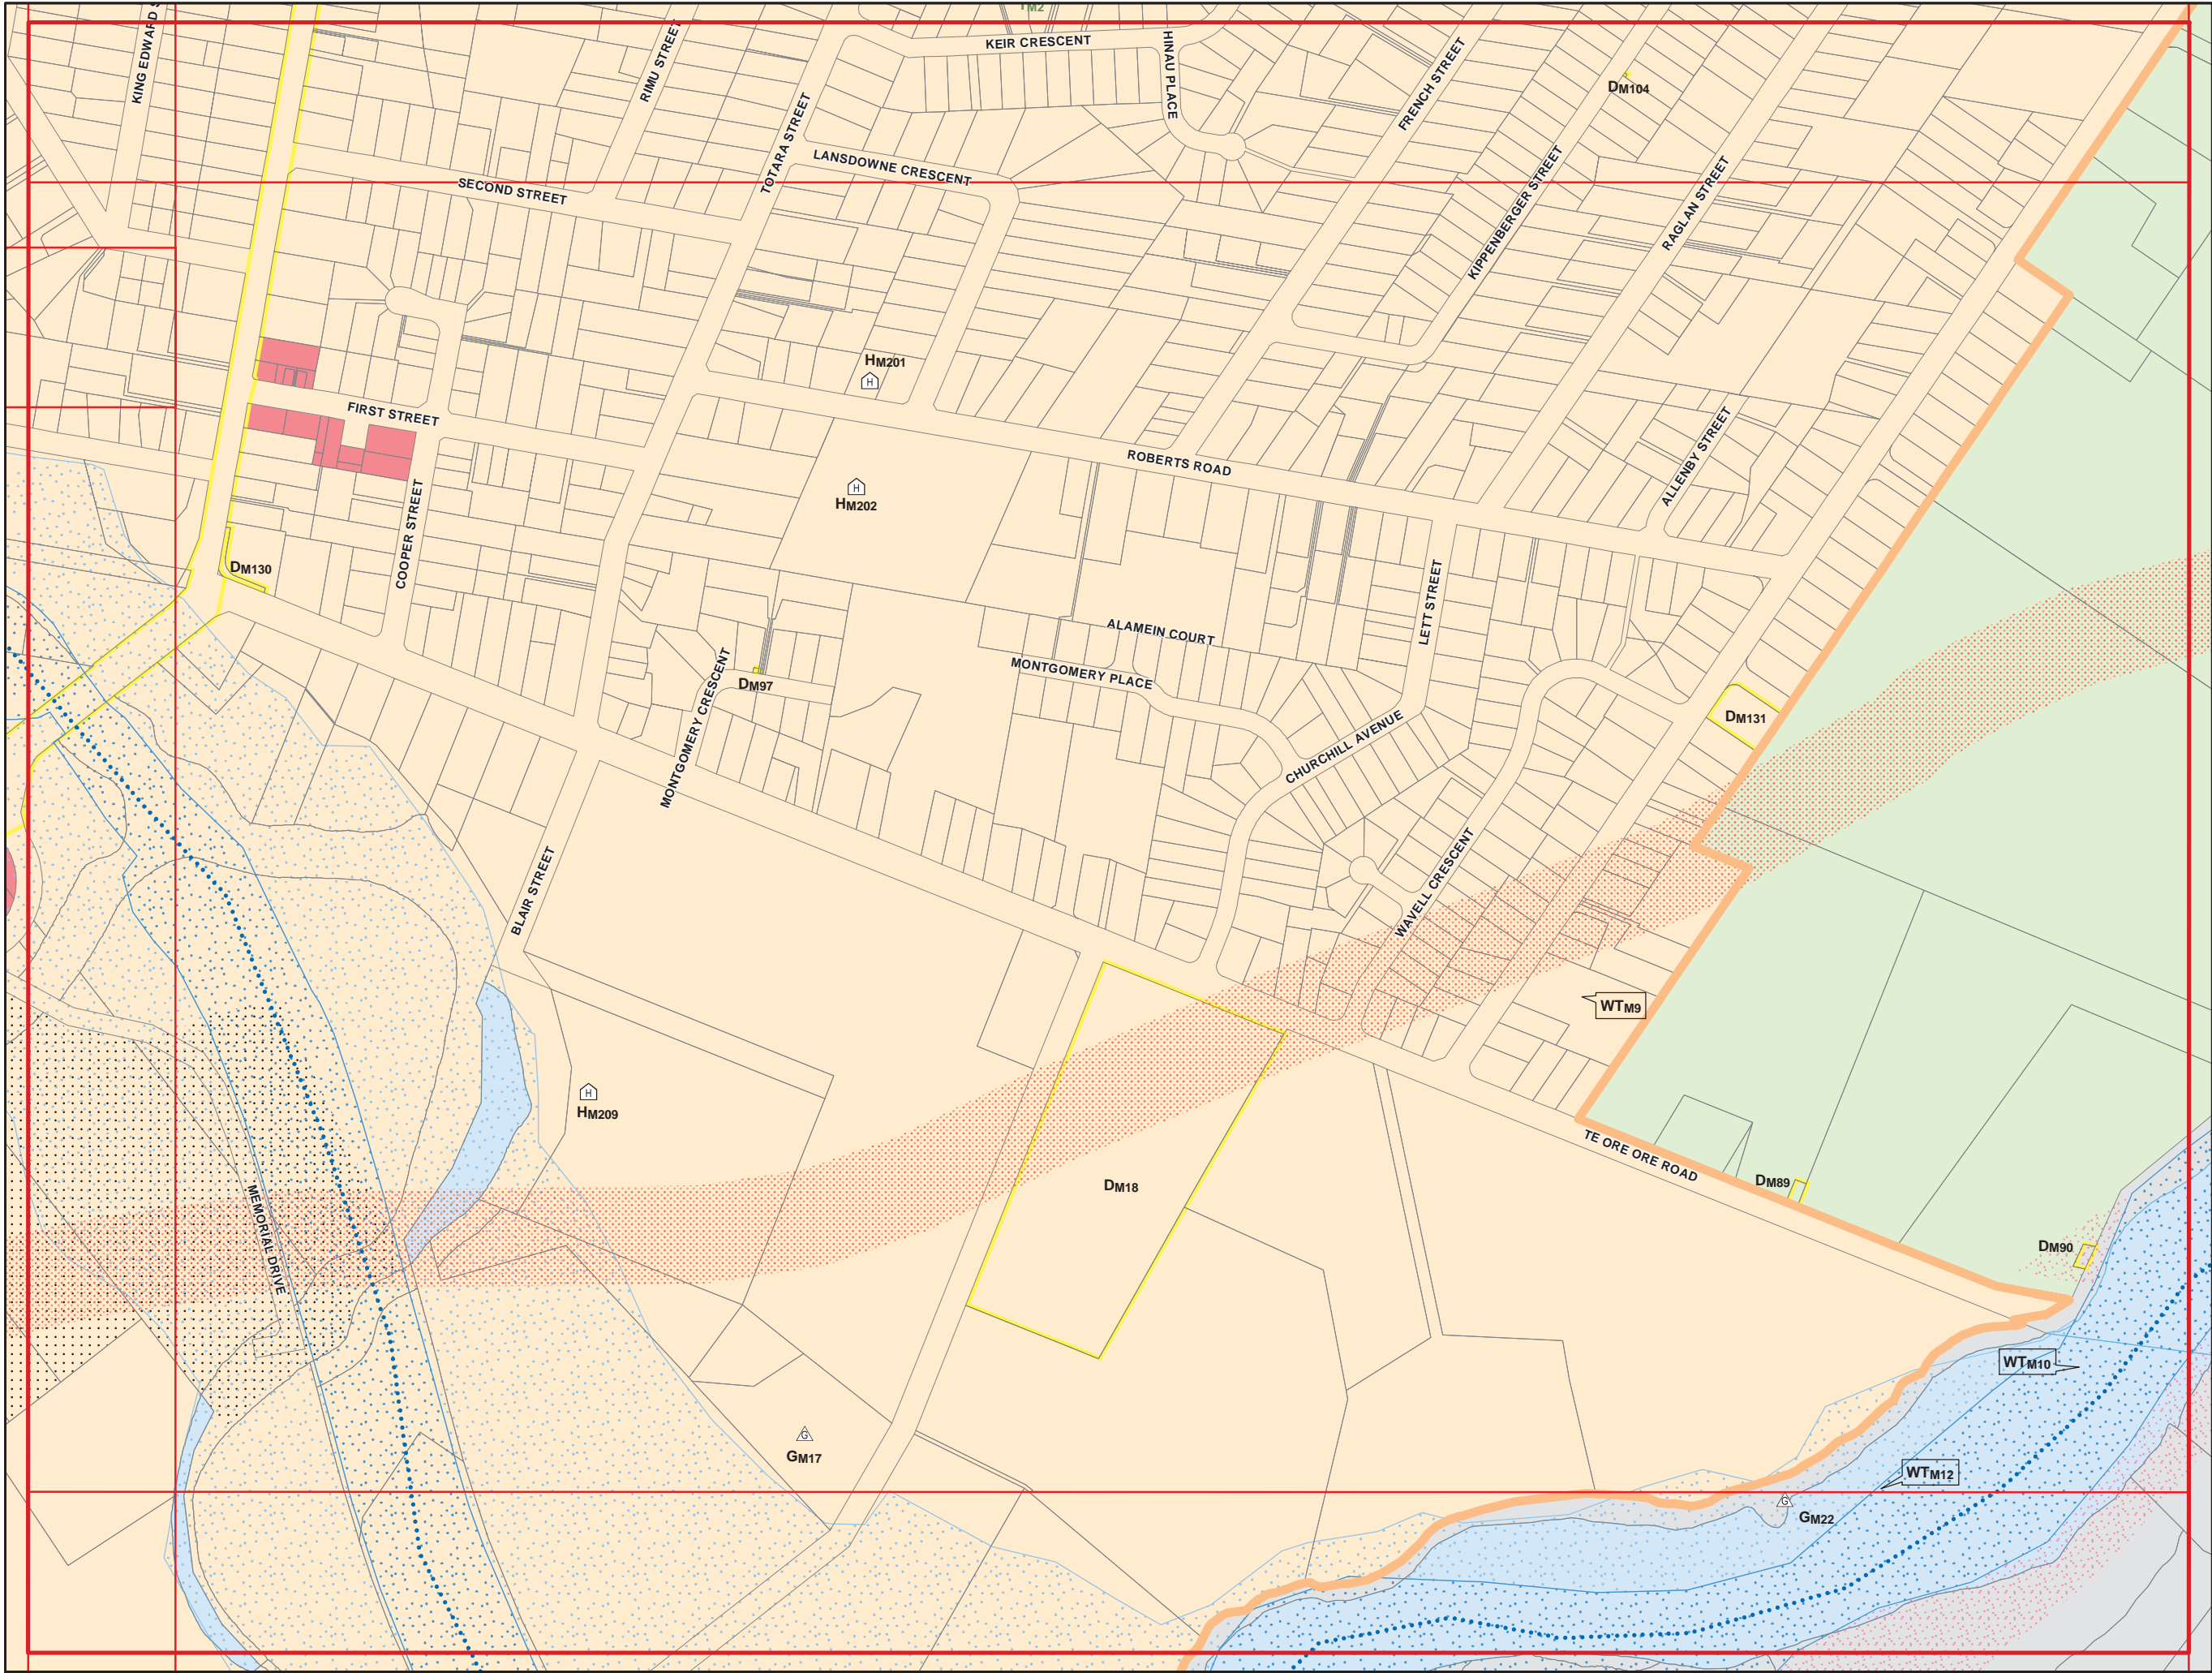 TM2
KING EDWARD S
RIMU STREET
KEIR CRESCENT
HINAU PLACE
FRENCH STREET
DM104
TOTARA STREET
LANSDOWNE CRESCENT
SECOND STREET
KIPPENBERGER STREET
RAGLAN STREET
HM201
H
FIRST STREET
ROBERTS ROAD
ALLENBY STREET
H
HM202
COOPER STREET
DM130
LETT STREET
ALAMEIN COURT
MONTGOMERY PLACE
DM97
MONTGOMERY CRESCENT
DM131
CHURCHILL AVENUE
WAVELL CRESCENT
BLAIR STREET
WTM9
H
HM209
TE ORE ORE ROAD
DM18
DM89
MEMORIAL DRIVE
DM90
WTM10
G
GM17
WTM12
G
GM22